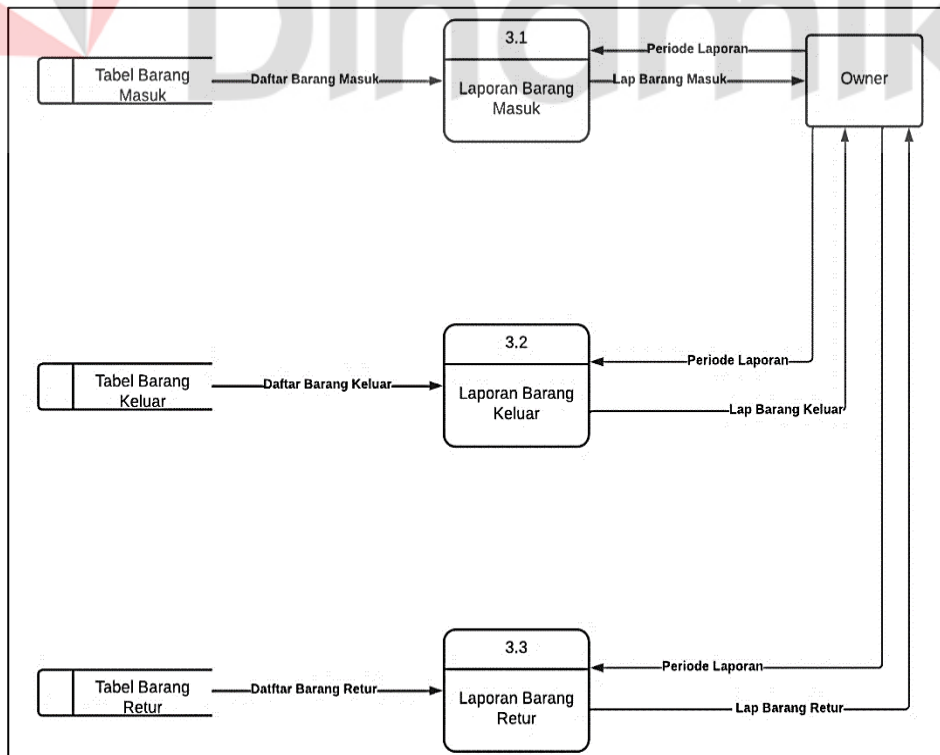 Dinamik
3.1
Periode Laporan
Tabel Barang
Masuk
Daftar Barang Masuk
Laporan Barang
Masuk
Lap Barang Masuk
Owner
3.2
Periode Laporan
Tabel Barang
Keluar
Daftar Barang Keluar
Laporan Barang
Keluar
Lap Barang Keluar
3.3
Periode Laporan
Tabel Barang
Retur
Datftar Barang Retur
Laporan Barang
Retur
Lap Barang Retur